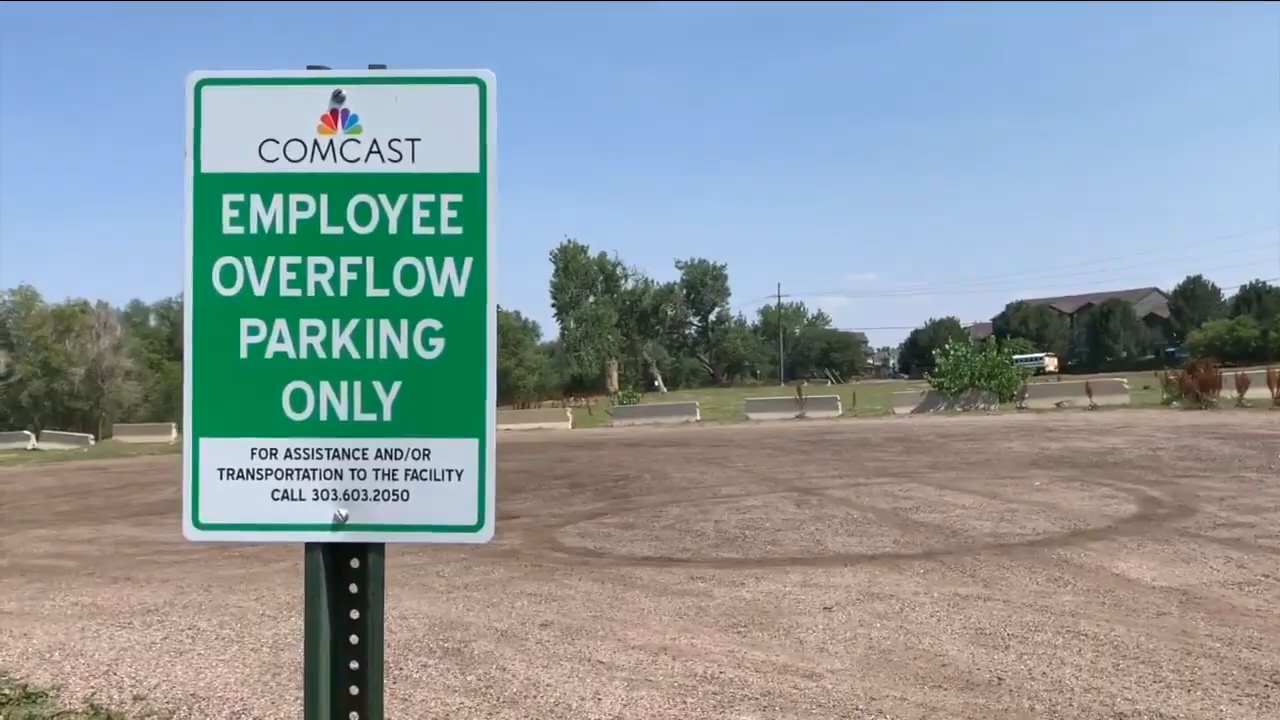 COMCAST
EMPLOYEE
OVERFLOW
PARKING
ONLY
FOR ASSISTANCE AND/OR
TRANSPORTATION TO THE FACILITY
CALL 303.603.2050